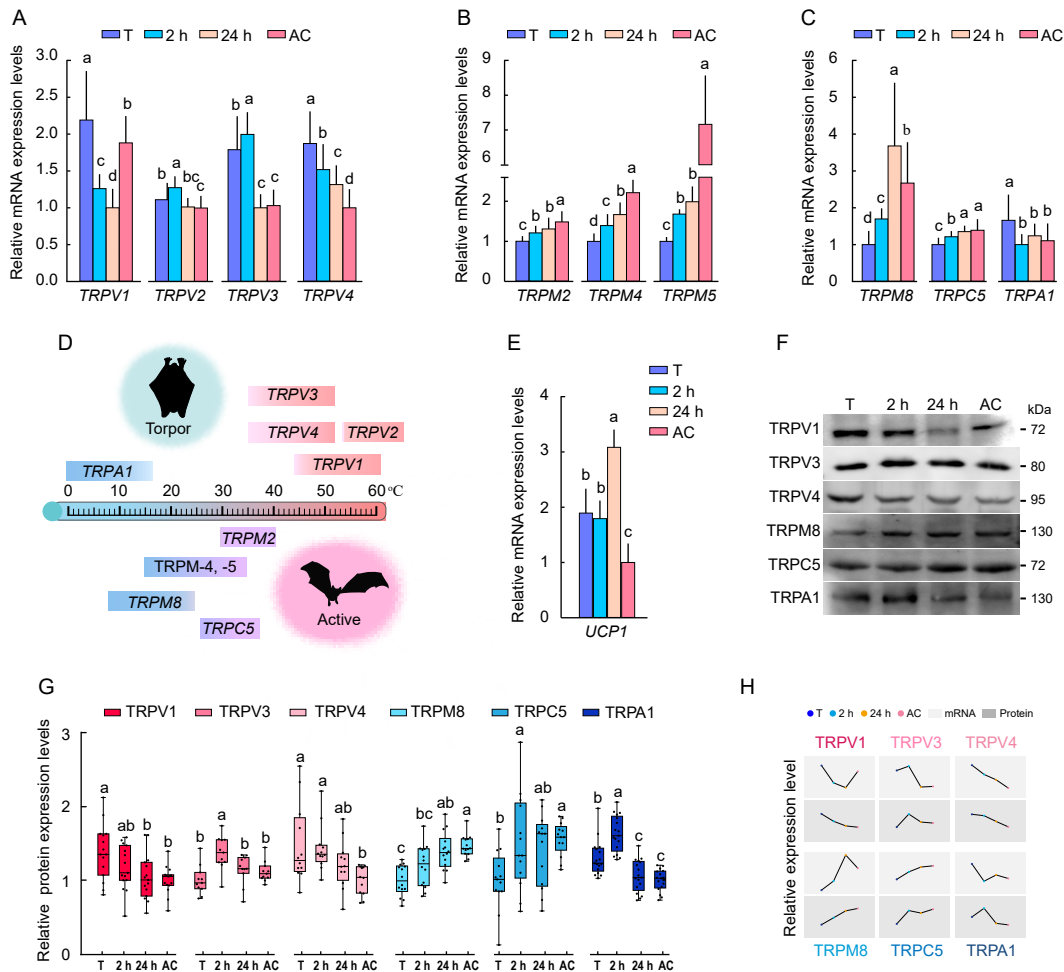 A
T 2 h 24 h AC
Relative mRNA expression levels
3.0
2.5
2.0
1.5
1.0
0.5
0.0
a c d b
b a bc c
b a c c
a b c d
TRPV1 TRPV2 TRPV3 TRPV4
B
T 2 h 24 h AC
Relative mRNA expression levels
9
8
7
6
2
1
0
c b b a
d c b a
c b b a
TRPM2 TRPM4 TRPM5
C
T 2 h 24 h AC
Relative mRNA expression levels
6
5
4
3
2
1
0
d c a b
c b a a
a b b b
TRPM8 TRPC5 TRPA1
D
Torpor
TRPV3
TRPV4 TRPV2
TRPA1 TRPV1
0 10 20 30 40 50 60 °C
TRPM2
TRPM-4, -5
TRPM8
TRPC5
Active
E
T
2 h
24 h
AC
Relative mRNA expression levels
4
3
2
1
0
b b a c
UCP1
F
T 2 h 24 h AC kDa
TRPV1 72
TRPV3 80
TRPV4 95
TRPM8 130
TRPC5 72
TRPA1 130
G
TRPV1 TRPV3 TRPV4 TRPM8 TRPC5 TRPA1
Relative protein expression levels
3
2
1
0
a ab b b
b a b b
a a ab b
c bc ab a
b a ab a
b a c c
T 2 h 24 h AC T 2 h 24 h AC T 2 h 24 h AC T 2 h 24 h AC T 2 h 24 h AC T 2 h 24 h AC
H
T 2 h 24 h AC mRNA Protein
TRPV1 TRPV3 TRPV4
Relative expression level
TRPM8 TRPC5 TRPA1